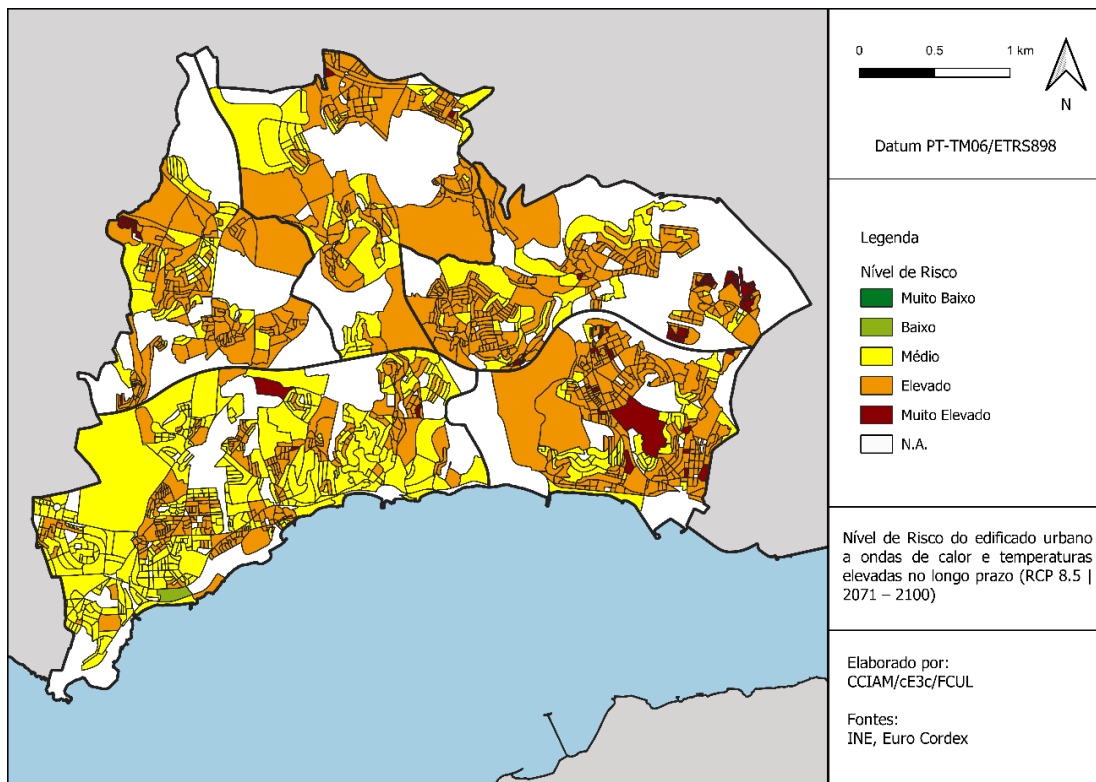 0 0.5 1 km
N
Datum PT-TM06/ETRS898
Legenda
Nível de Risco
Muito Baixo
Baixo
Médio
Elevado
Muito Elevado
N.A.
Nível de Risco do edificado urbano
a ondas de calor e temperaturas
elevadas no longo prazo (RCP 8.5 |
2071 – 2100)
Elaborado por:
CCIAM/cE3c/FCUL
Fontes:
INE, Euro Cordex